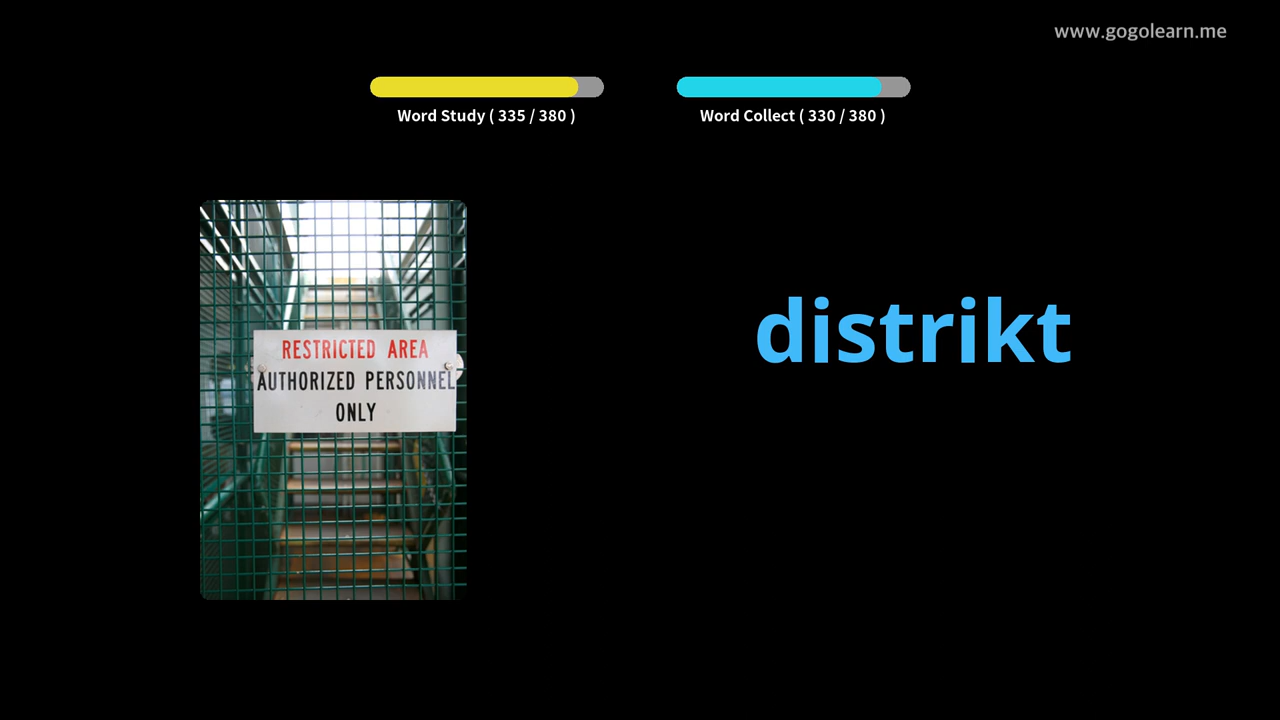 www.gogolearn.me
Word Study ( 335 / 380 )
Word Collect ( 330 / 380 )
RESTRICTED AREA
AUTHORIZED PERSONNEL
ONLY
distrikt